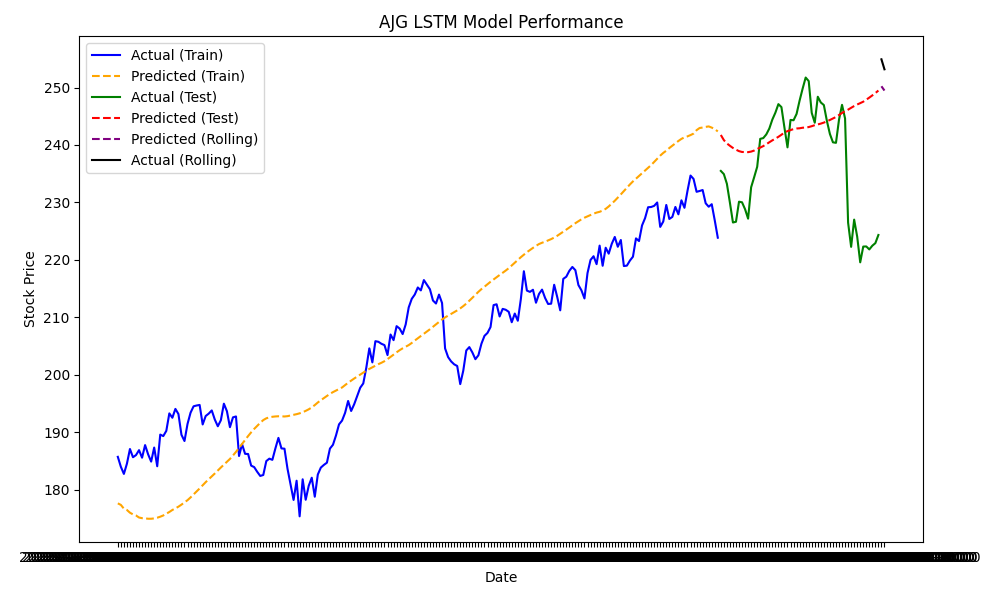 AJG LSTM Model Performance
Actual (Train)
Predicted (Train)
Actual (Test)
Predicted (Test)
Predicted (Rolling)
Actual (Rolling)
250
240
230
220
210
200
190
180
Stock Price
Date